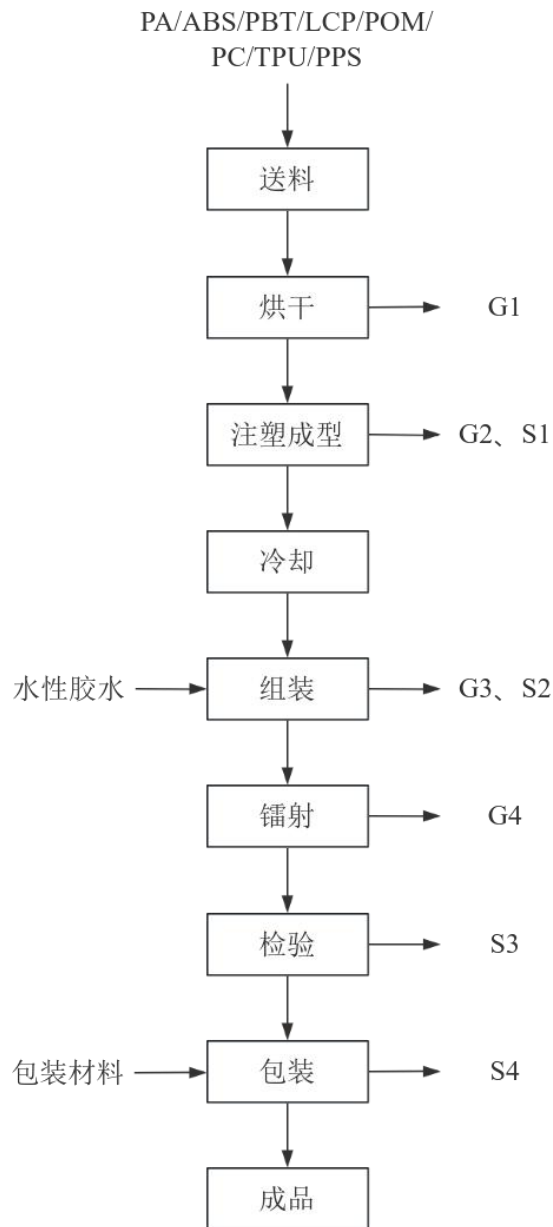 PA/ABS/PBT/LCP/POM/
PC/TPU/PPS
送料
烘干
G1
注塑成型
G2、S1
冷却
水性胶水
组装
G3、S2
镭射
G4
检验
S3
包装材料
包装
S4
成品